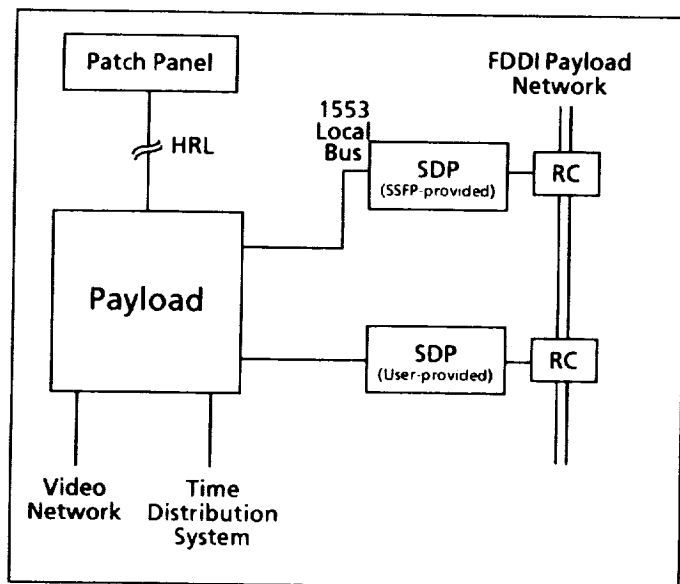 Patch Panel
FDDI Payload
Network
HRL
1553
Local
Bus
SDP
(SSFP-provided)
RC
Payload
SDP
(User-provided)
RC
Video
Network
Time
Distribution
System